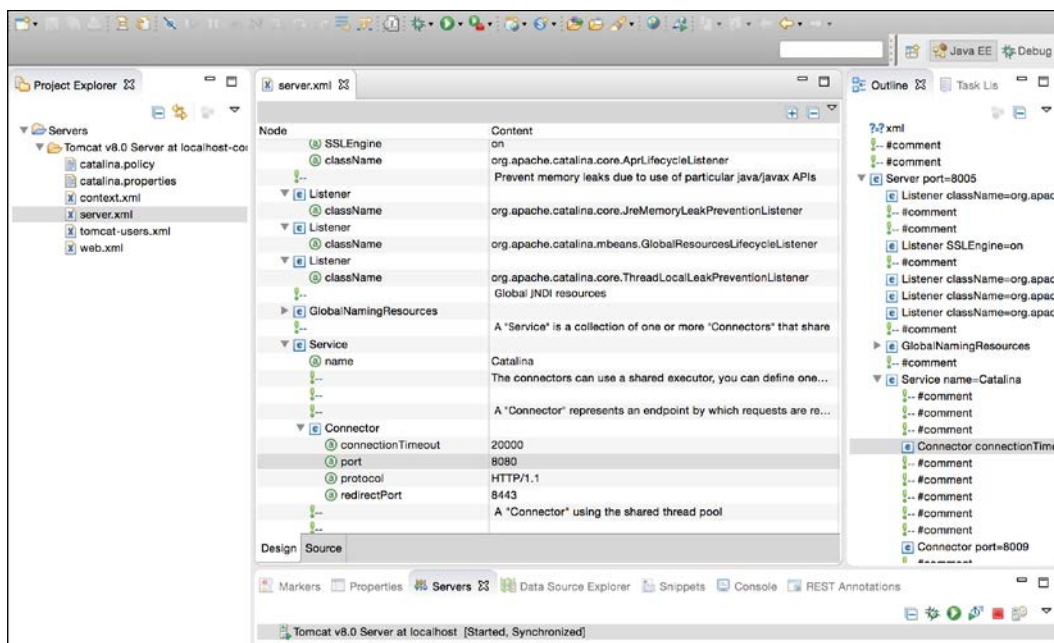 Java EE
Debug
Project Explorer
Servers
Tomcat v8.0 Server at localhost-co
catalina.policy
catalina.properties
context.xml
server.xml
tomcat-users.xml
web.xml
server.xml
Node Content
SSLEngine on
className org.apache.catalina.core.AprLifecycleListener
Prevent memory leaks due to use of particular java/javax APIs
Listener
className org.apache.catalina.core.JreMemoryLeakPreventionListener
Listener
className org.apache.catalina.mbeans.GlobalResourcesLifecycleListener
Listener
className org.apache.catalina.core.ThreadLocalLeakPreventionListener
Global JNDI resources
GlobalNamingResources
A "Service" is a collection of one or more "Connectors" that share
Service
name Catalina
The connectors can use a shared executor, you can define one...
A "Connector" represents an endpoint by which requests are re...
Connector
connectionTimeout 20000
port 8080
protocol HTTP/1.1
redirectPort 8443
A "Connector" using the shared thread pool
Design Source
Outline Task Lis
?=? xml
#comment
#comment
Server port=8005
Listener className=org.apac
#comment
#comment
Listener SSLEngine=on
#comment
Listener className=org.apac
Listener className=org.apac
Listener className=org.apac
#comment
GlobalNamingResources
#comment
Service name=Catalina
#comment
#comment
#comment
Connector connectionTime
#comment
#comment
#comment
#comment
#comment
Connector port=8009
#comment
Markers Properties Servers Data Source Explorer Snippets Console REST Annotations
Tomcat v8.0 Server at localhost [Started, Synchronized]